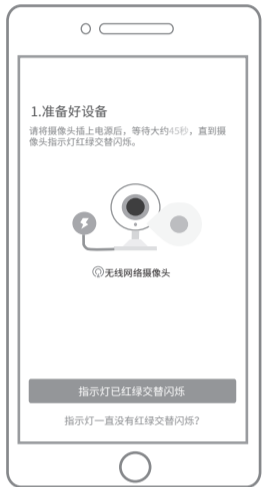 1.准备好设备
请将摄像头插上电源后，等待大约45秒，直到摄
像头指示灯红绿交替闪烁。
无线网络摄像头
指示灯已红绿交替闪烁
指示灯一直没有红绿交替闪烁？